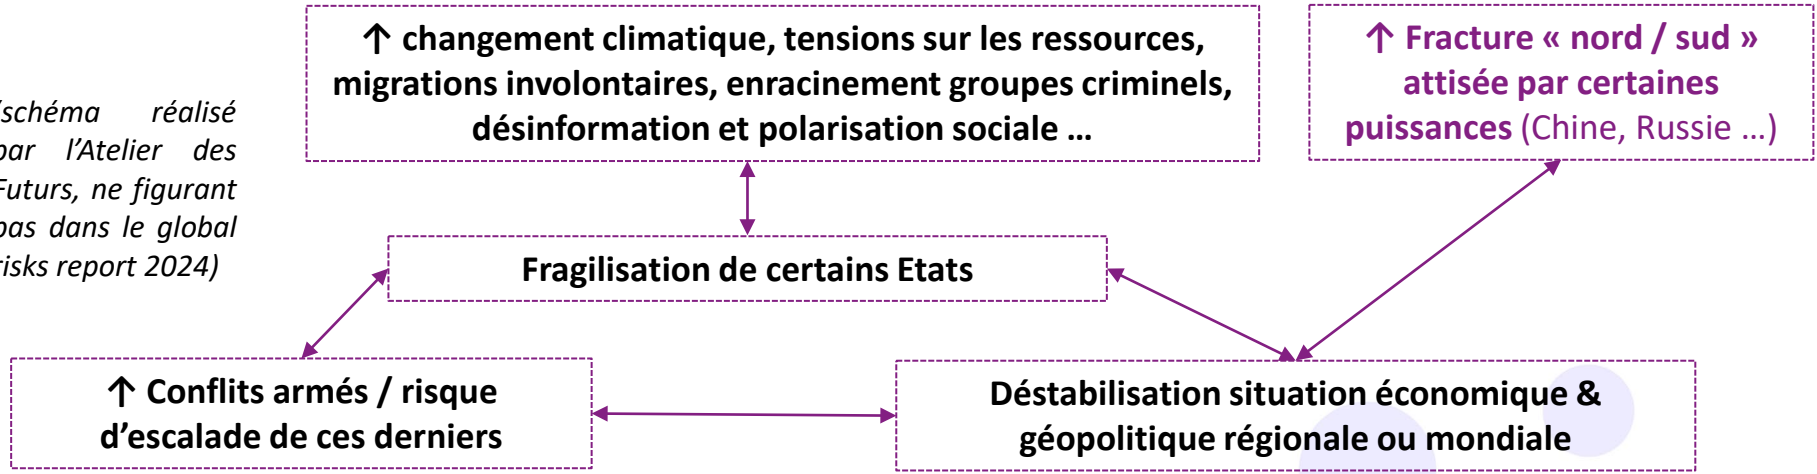 ↑ changement climatique, tensions sur les ressources,
migrations involontaires, enracinement groupes criminels,
désinformation et polarisation sociale …
↑ Fracture « nord / sud »
attisée par certaines
puissances (Chine, Russie …)
(schéma réalisé
par l’Atelier des
Futurs, ne figurant
pas dans le global
risks report 2024)
Fragilisation de certains Etats
↑ Conflits armés / risque
d’escalade de ces derniers
Déstabilisation situation économique &
géopolitique régionale ou mondiale